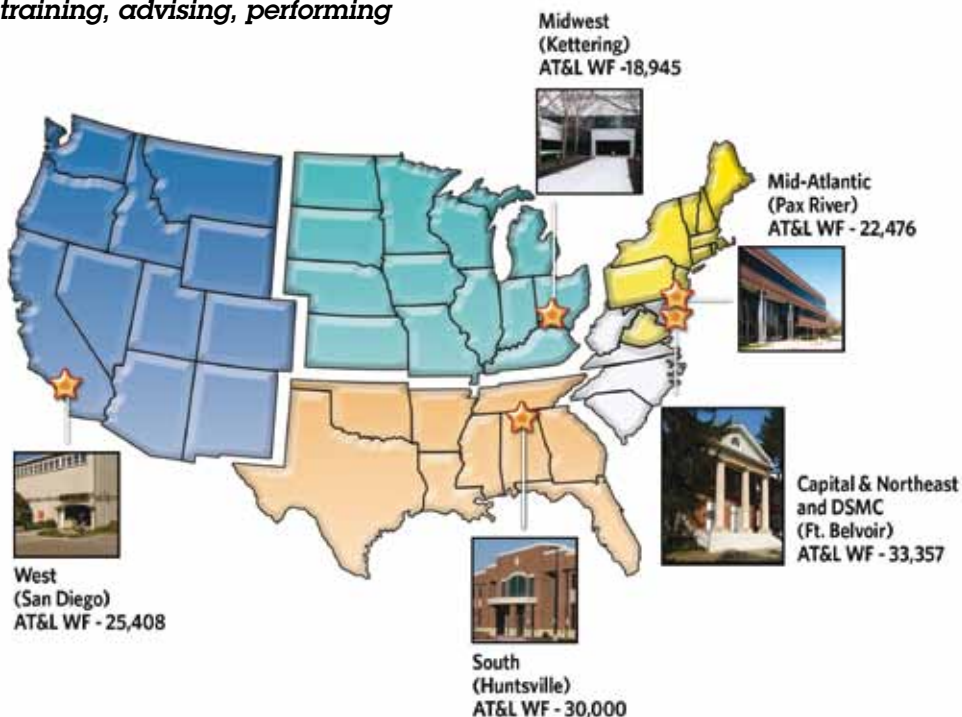 training, advising, performing
Midwest
(Kettering)
AT&L WF -18,945
Mid-Atlantic
(Pax River)
AT&L WF - 22,476
Capital & Northeast
and DSMC
(Ft. Belvoir)
AT&L WF - 33,357
West
(San Diego)
AT&L WF - 25,408
South
(Huntsville)
AT&L WF - 30,000